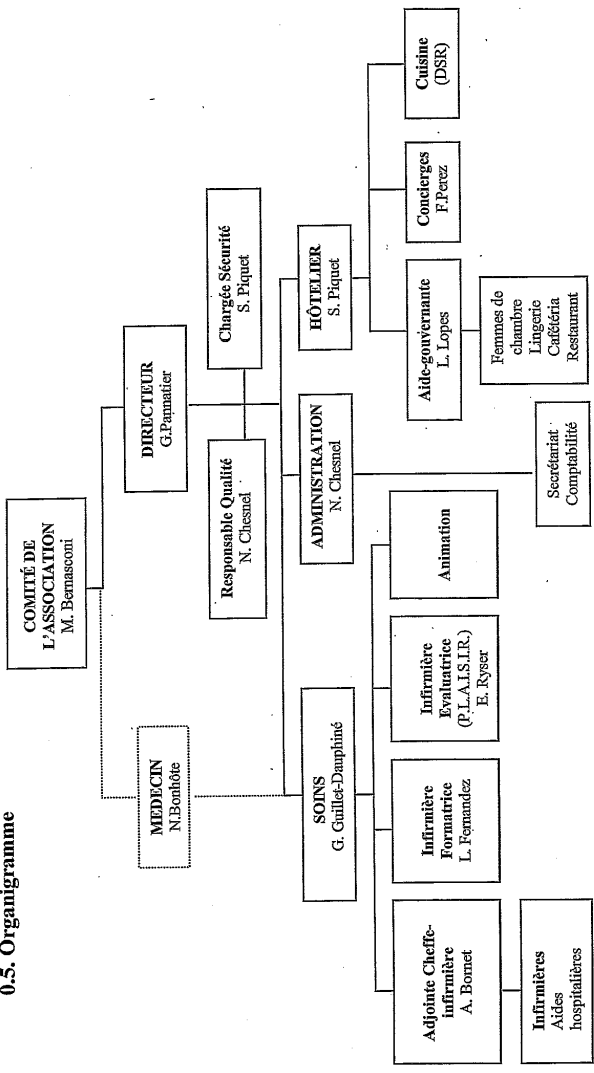 0.5. Organigramme
COMITÉ DE
L'ASSOCIATION
M. Bernasconi
MEDECIN
N.Bonhôte
DIRECTEUR
G.Pannatier
Responsable Qualité
N. Chesnel
Chargée Sécurité
S. Piquet
SOINS
G. Guillet-Dauphiné
ADMINISTRATION
N. Chesnel
HÔTELIER
S. Piquet
Adjointe Cheffe-
infirmière
A. Bornet
Infirmière
Formatrice
L. Fernandez
Infirmière
Evaluatrice
(P.L.A.I.S.I.R.)
E. Ryser
Animation
Aide-gouvernante
L. Lopes
Concierges
F.Perez
Cuisine
(DSR)
Infirmières
Aides
hospitalières
Secrétariat
Comptabilité
Femmes de
chambre
Lingerie
Cafétéria
Restaurant